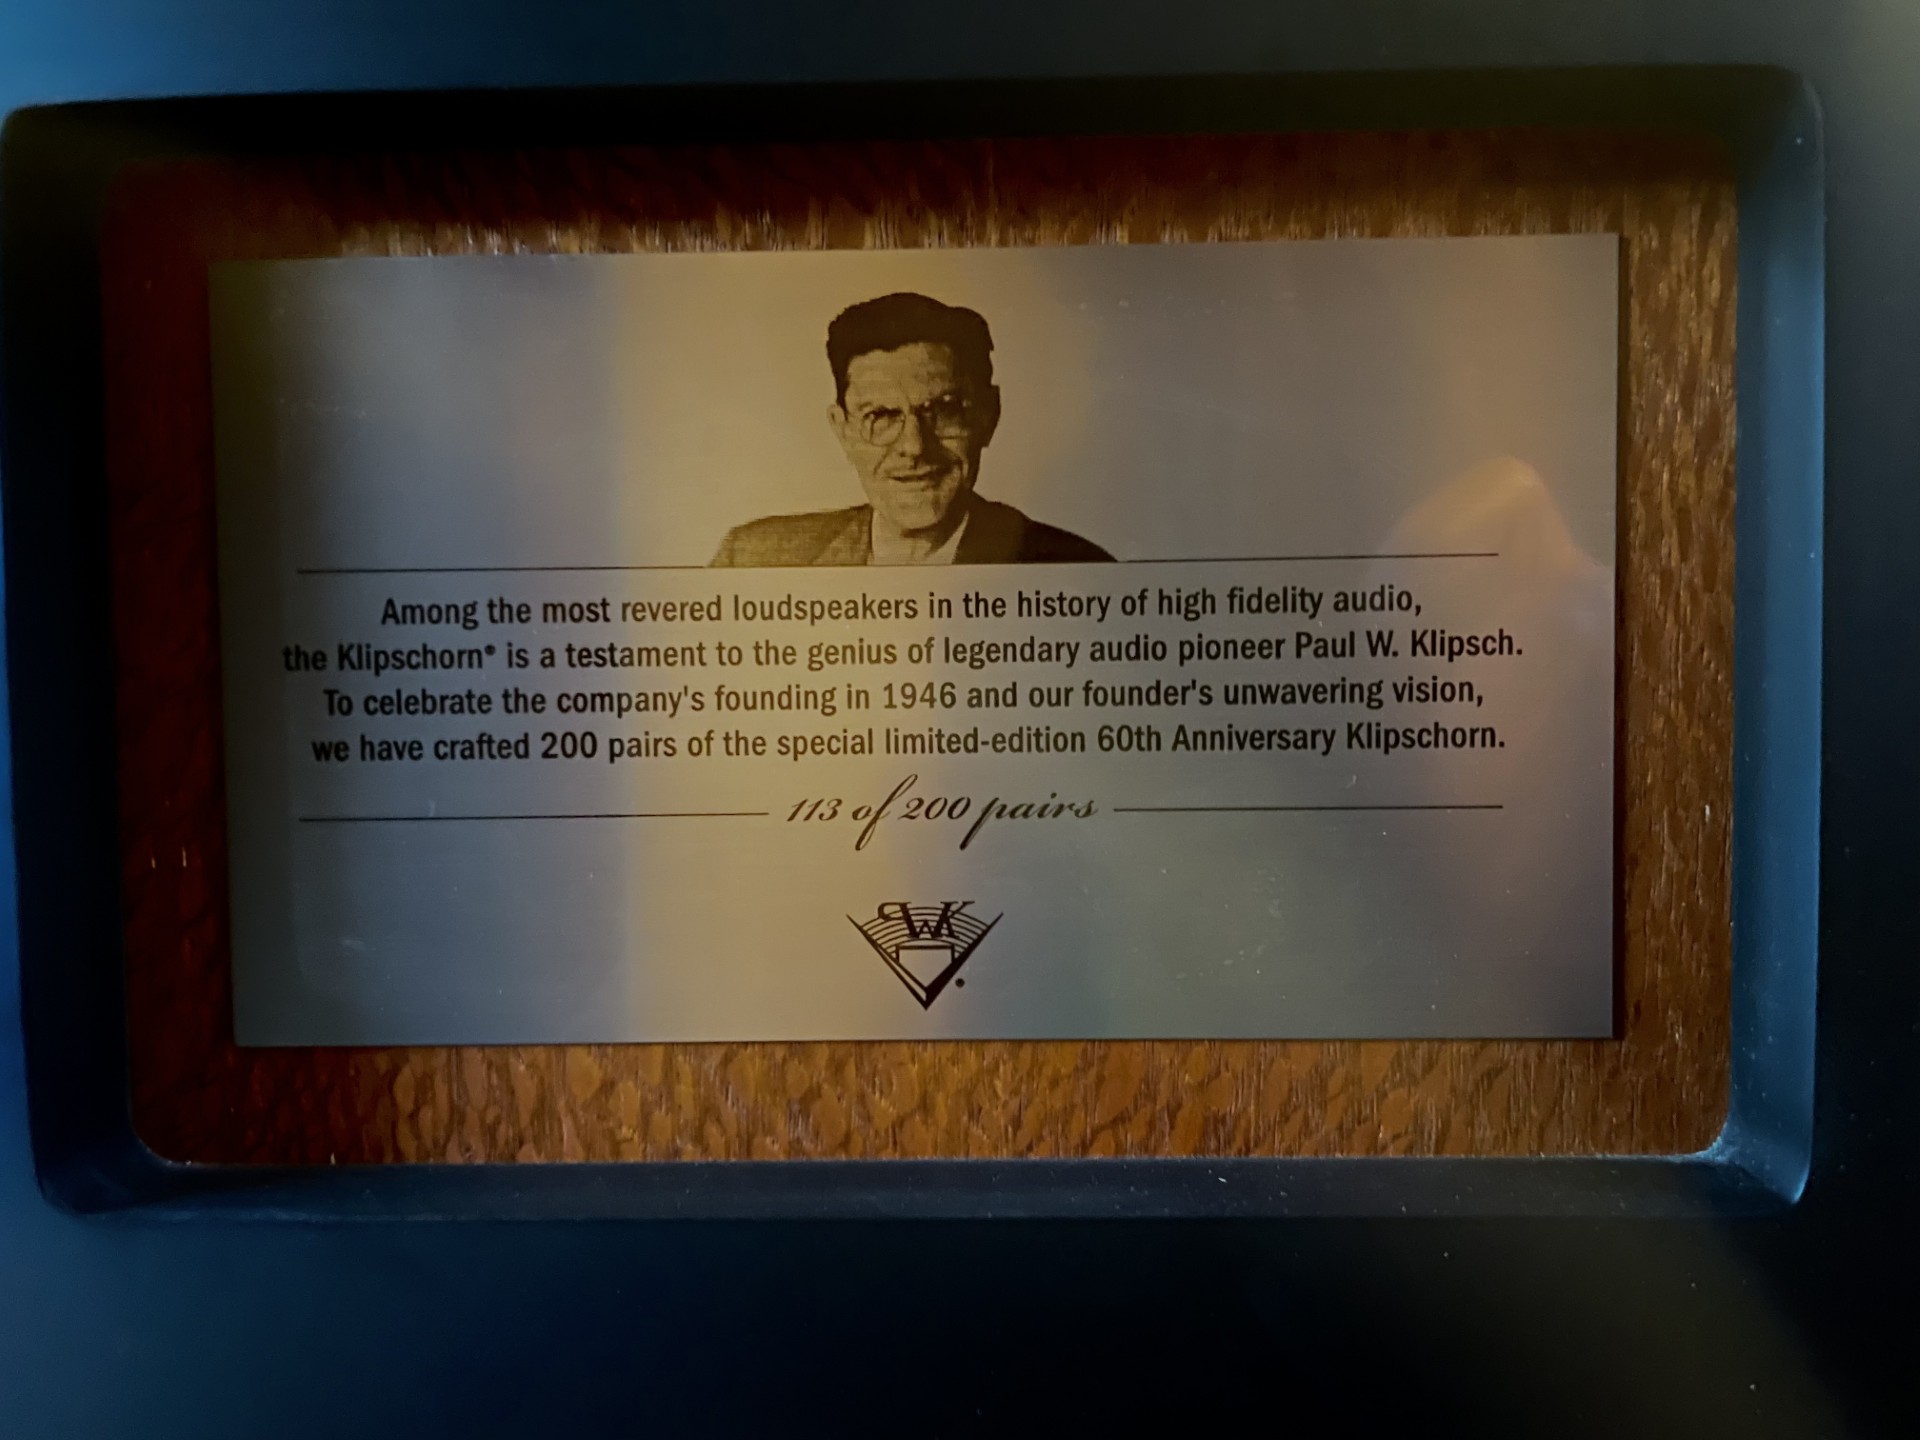 Among the most revered loudspeakers in the history of high fidelity audio,
the Klipschorn® is a testament to the genius of legendary audio pioneer Paul W. Klipsch.
To celebrate the company's founding in 1946 and our founder's unwavering vision,
we have crafted 200 pairs of the special limited-edition 60th Anniversary Klipschorn.
113 of 200 pairs
PWK